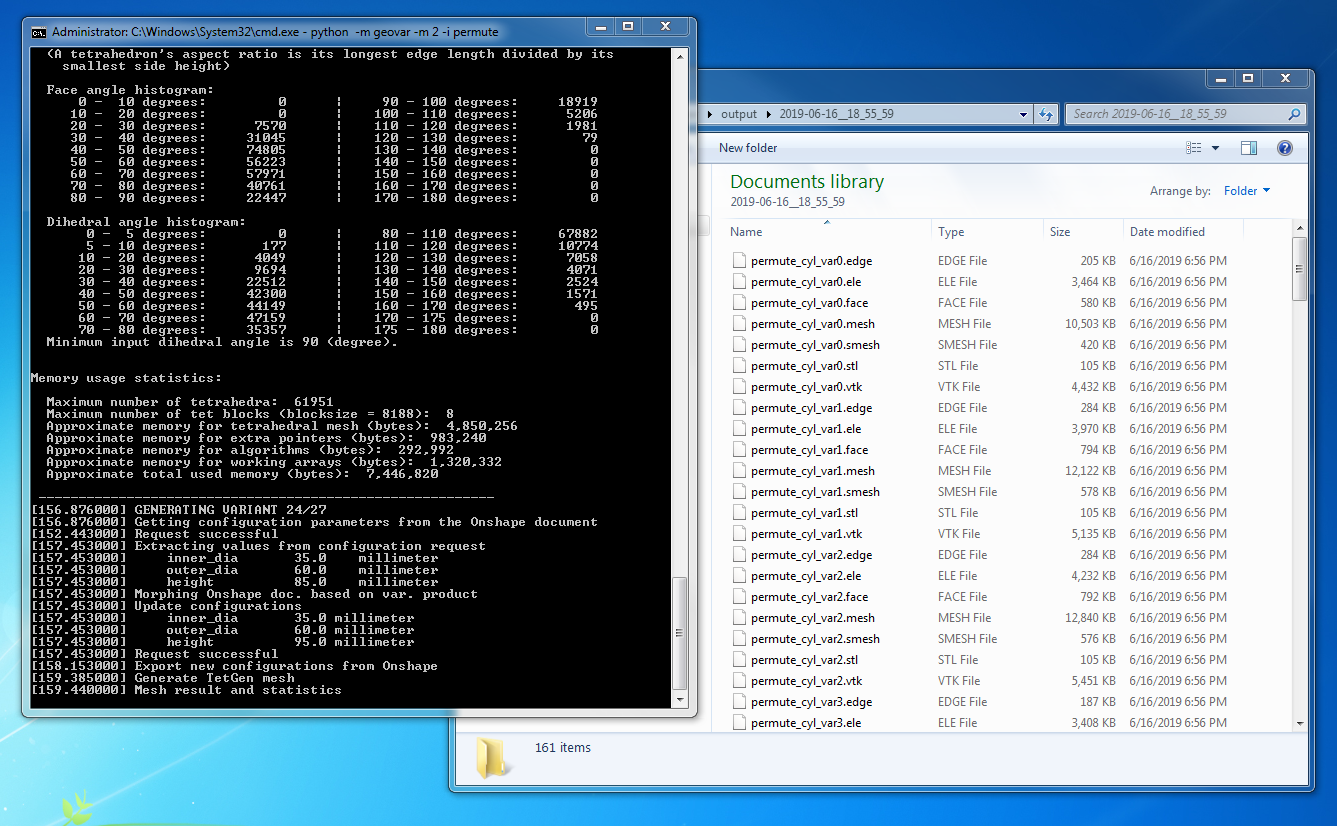 Administrator: C:\Windows\System32\cmd.exe - python -m geovar -m 2 -i permute
(A tetrahedron's aspect ratio is its longest edge length divided by its
smallest side height)
Face angle histogram:
0 - 10 degrees: 0 | 90 - 100 degrees: 18919
10 - 20 degrees: 0 | 100 - 110 degrees: 5206
20 - 30 degrees: 7570 | 110 - 120 degrees: 1981
30 - 40 degrees: 31045 | 120 - 130 degrees: 79
40 - 50 degrees: 74805 | 130 - 140 degrees: 0
50 - 60 degrees: 56223 | 140 - 150 degrees: 0
60 - 70 degrees: 57971 | 150 - 160 degrees: 0
70 - 80 degrees: 40761 | 160 - 170 degrees: 0
80 - 90 degrees: 22447 | 170 - 180 degrees: 0
Dihedral angle histogram:
0 - 5 degrees: 0 | 80 - 110 degrees: 67882
5 - 10 degrees: 177 | 110 - 120 degrees: 10774
10 - 20 degrees: 4049 | 120 - 130 degrees: 7058
20 - 30 degrees: 9694 | 130 - 140 degrees: 4071
30 - 40 degrees: 22512 | 140 - 150 degrees: 2524
40 - 50 degrees: 42300 | 150 - 160 degrees: 1571
50 - 60 degrees: 44149 | 160 - 170 degrees: 495
60 - 70 degrees: 47159 | 170 - 175 degrees: 0
70 - 80 degrees: 35357 | 175 - 180 degrees: 0
Minimum input dihedral angle is 90 (degree).
Memory usage statistics:
Maximum number of tetrahedra: 61951
Maximum number of tet blocks (blocksize = 8188): 8
Approximate memory for tetrahedral mesh (bytes): 4,850,256
Approximate memory for extra pointers (bytes): 983,240
Approximate memory for algorithms (bytes): 292,992
Approximate memory for working arrays (bytes): 1,320,332
Approximate total used memory (bytes): 7,446,820
[156.876000] GENERATING VARIANT 24/27
[156.876000] Getting configuration parameters from the Onshape document
[152.443000] Request successful
[157.453000] Extracting values from configuration request
[157.453000] inner_dia 35.0 millimeter
[157.453000] outer_dia 60.0 millimeter
[157.453000] height 85.0 millimeter
[157.453000] Morphing Onshape doc. based on var. product
[157.453000] Update configurations
[157.453000] inner_dia 35.0 millimeter
[157.453000] outer_dia 60.0 millimeter
[157.453000] height 95.0 millimeter
[157.453000] Request successful
[158.153000] Export new configurations from Onshape
[159.385000] Generate TetGen mesh
[159.440000] Mesh result and statistics
output 2019-06-16__18_55_59
Search 2019-06-16__18_55_59
New folder
Documents library
2019-06-16__18_55_59
Arrange by: Folder
Name Type Size Date modified
permute_cyl_var0.edge EDGE File 205 KB 6/16/2019 6:56 PM
permute_cyl_var0.ele ELE File 3,464 KB 6/16/2019 6:56 PM
permute_cyl_var0.face FACE File 580 KB 6/16/2019 6:56 PM
permute_cyl_var0.mesh MESH File 10,503 KB 6/16/2019 6:56 PM
permute_cyl_var0.smesh SMESH File 420 KB 6/16/2019 6:56 PM
permute_cyl_var0.stl STL File 105 KB 6/16/2019 6:56 PM
permute_cyl_var0.vtk VTK File 4,432 KB 6/16/2019 6:56 PM
permute_cyl_var1.edge EDGE File 284 KB 6/16/2019 6:56 PM
permute_cyl_var1.ele ELE File 3,970 KB 6/16/2019 6:56 PM
permute_cyl_var1.face FACE File 794 KB 6/16/2019 6:56 PM
permute_cyl_var1.mesh MESH File 12,122 KB 6/16/2019 6:56 PM
permute_cyl_var1.smesh SMESH File 578 KB 6/16/2019 6:56 PM
permute_cyl_var1.stl STL File 105 KB 6/16/2019 6:56 PM
permute_cyl_var1.vtk VTK File 5,135 KB 6/16/2019 6:56 PM
permute_cyl_var2.edge EDGE File 284 KB 6/16/2019 6:56 PM
permute_cyl_var2.ele ELE File 4,232 KB 6/16/2019 6:56 PM
permute_cyl_var2.face FACE File 792 KB 6/16/2019 6:56 PM
permute_cyl_var2.mesh MESH File 12,840 KB 6/16/2019 6:56 PM
permute_cyl_var2.smesh SMESH File 576 KB 6/16/2019 6:56 PM
permute_cyl_var2.stl STL File 105 KB 6/16/2019 6:56 PM
permute_cyl_var2.vtk VTK File 5,451 KB 6/16/2019 6:56 PM
permute_cyl_var3.edge EDGE File 187 KB 6/16/2019 6:56 PM
permute_cyl_var3.ele ELE File 3,408 KB 6/16/2019 6:56 PM
161 items